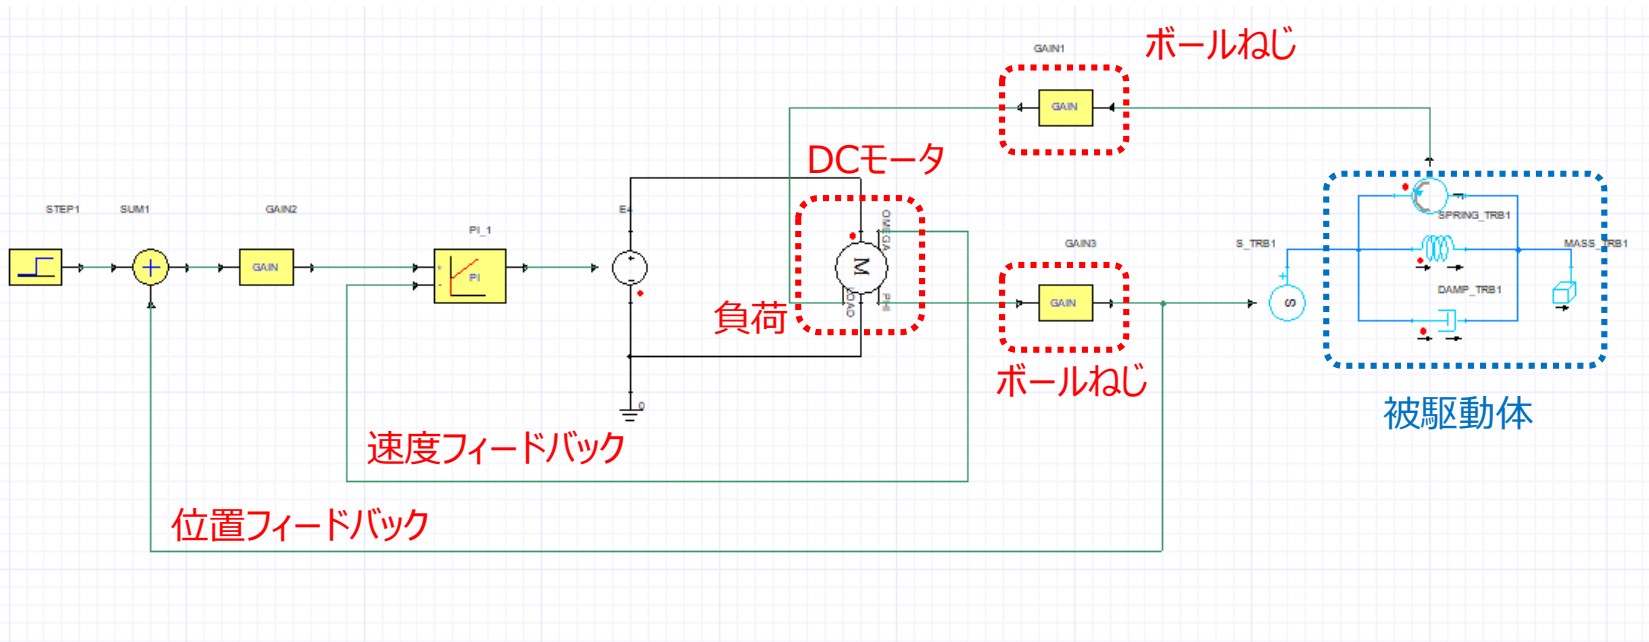 GAIN1
ボールねじ
GAIN
DCモータ
STEP1
SUM1
GAIN2
PI_1
OMEGA
GAIN3
S_TRB1
F
SPRING_TRB1
MASS_TRB1
GAIN
PI
M
LOAD
PHI
GAIN
S
DAMP_TRB1
負荷
ボールねじ
被駆動体
0
速度フィードバック
位置フィードバック